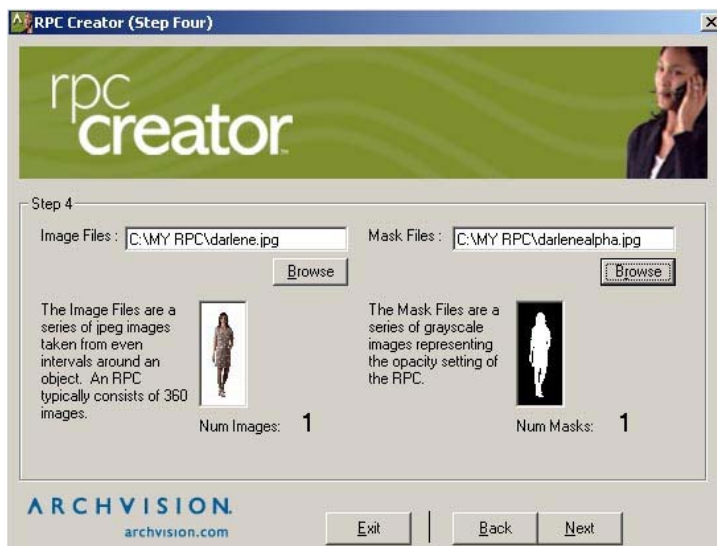 RPC Creator (Step Four)
rpc
creator™
Step 4
Image Files : C:\MY RPC\darlene.jpg
Browse
The Image Files are a
series of jpeg images
taken from even
intervals around an
object. An RPC
typically consists of 360
images.
Num Images: 1
Mask Files : C:\MY RPC\darlenealpha.jpg
Browse
The Mask Files are a
series of grayscale
images representing
the opacity setting of
the RPC.
Num Masks: 1
ARCHVISION.
archvision.com
Exit
Back
Next